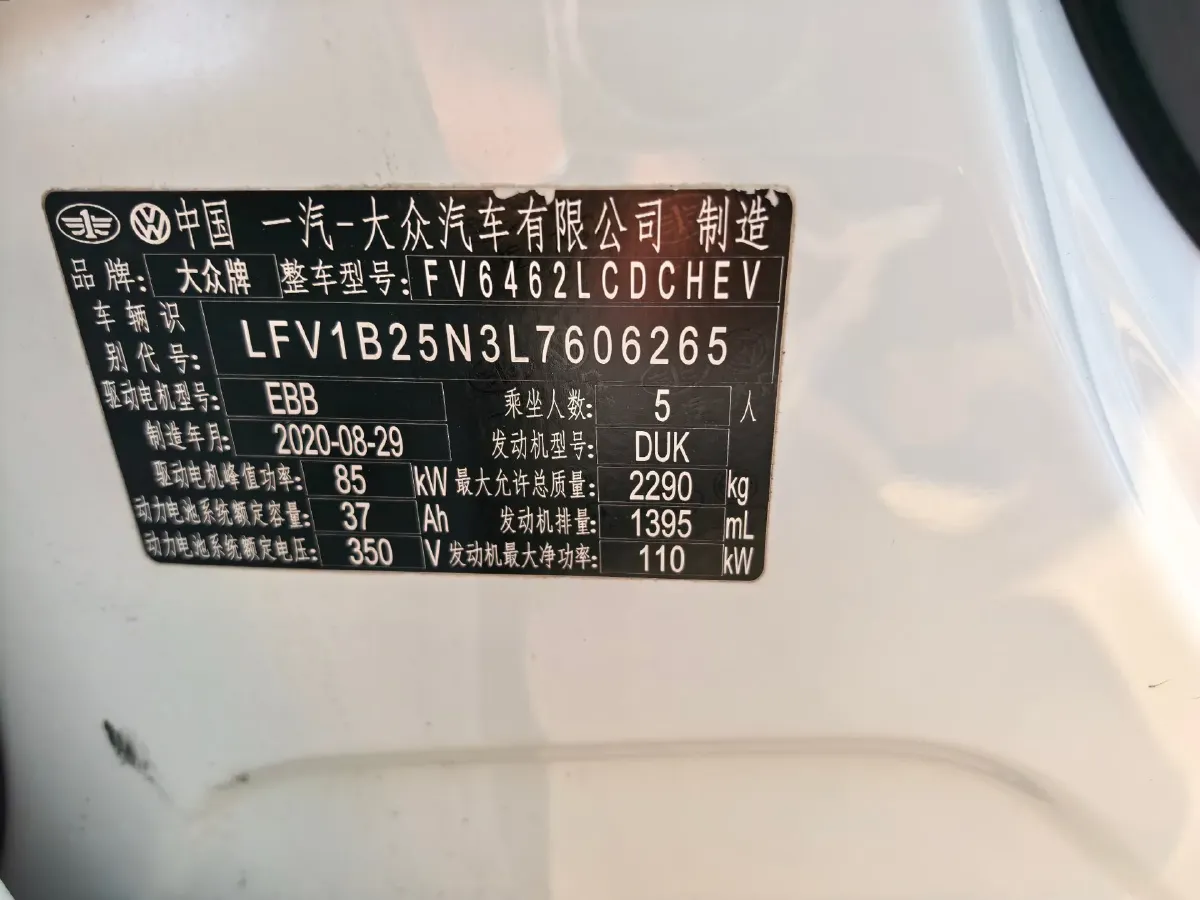 中国 一汽-大众汽车有限公司 制造
品牌: 大众牌 整车型号: FV6462LCDCHEV
车辆识别代号: LFV1B25N3L7606265
驱动电机型号: EBB 乘坐人数: 5 人
制造年月: 2020-08-29 发动机型号: DUK
驱动电机峰值功率: 85 kW 最大允许总质量: 2290 kg
动力电池系统额定容量: 37 Ah 发动机排量: 1395 mL
动力电池系统额定电压: 350 V 发动机最大净功率: 110 kW